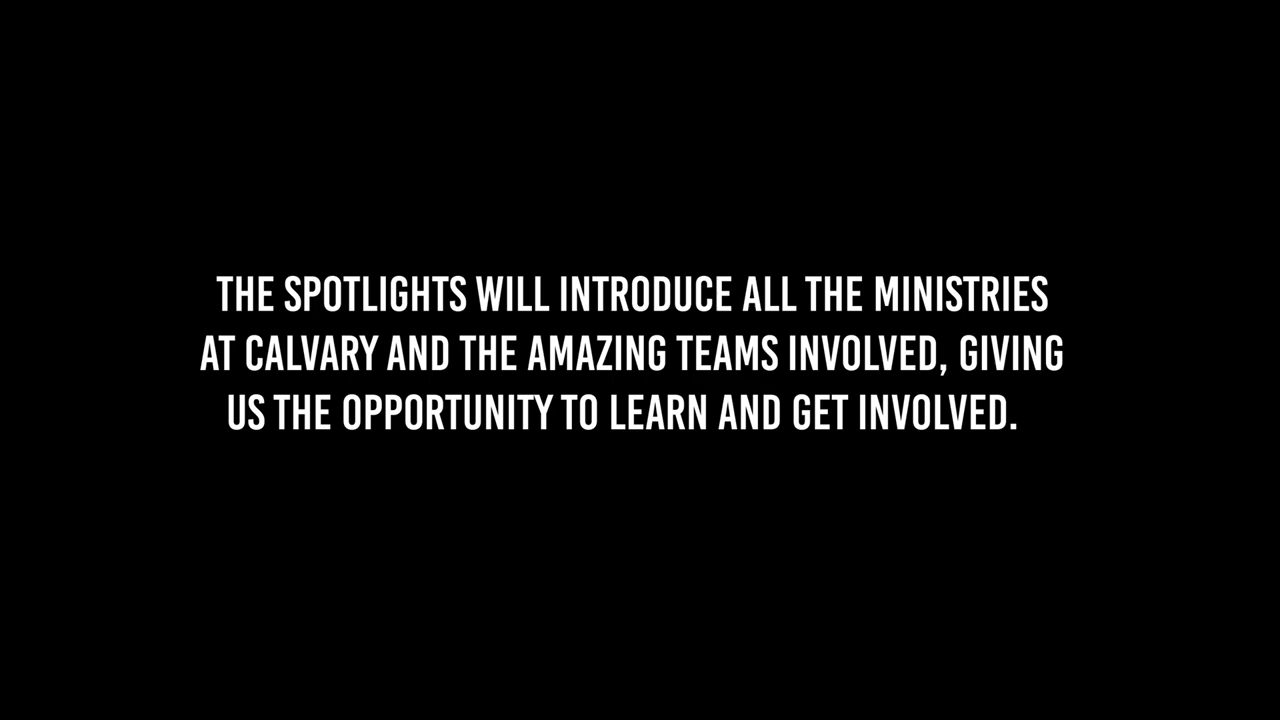 THE SPOTLIGHTS WILL INTRODUCE ALL THE MINISTRIES
AT CALVARY AND THE AMAZING TEAMS INVOLVED, GIVING
US THE OPPORTUNITY TO LEARN AND GET INVOLVED.